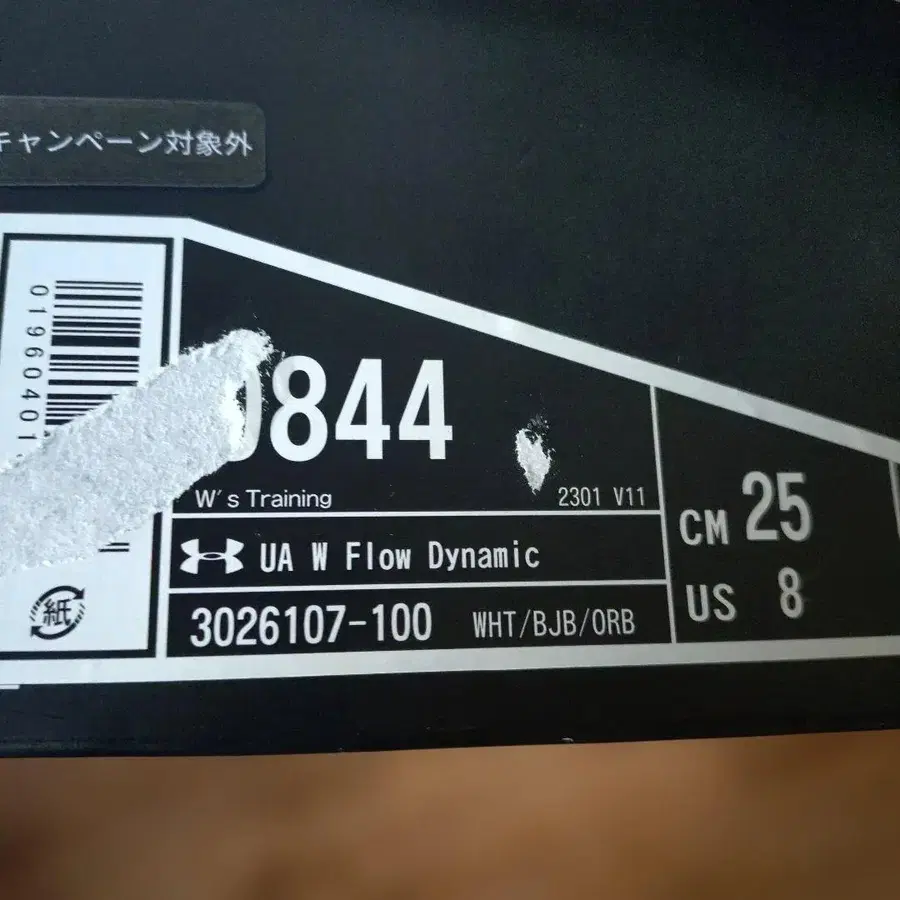 キャンペーン対象外
0196040
0844
W's Training
2301 V11
UA W Flow Dynamic
3026107-100
WHT/BJB/ORB
CM 25
US 8
紙